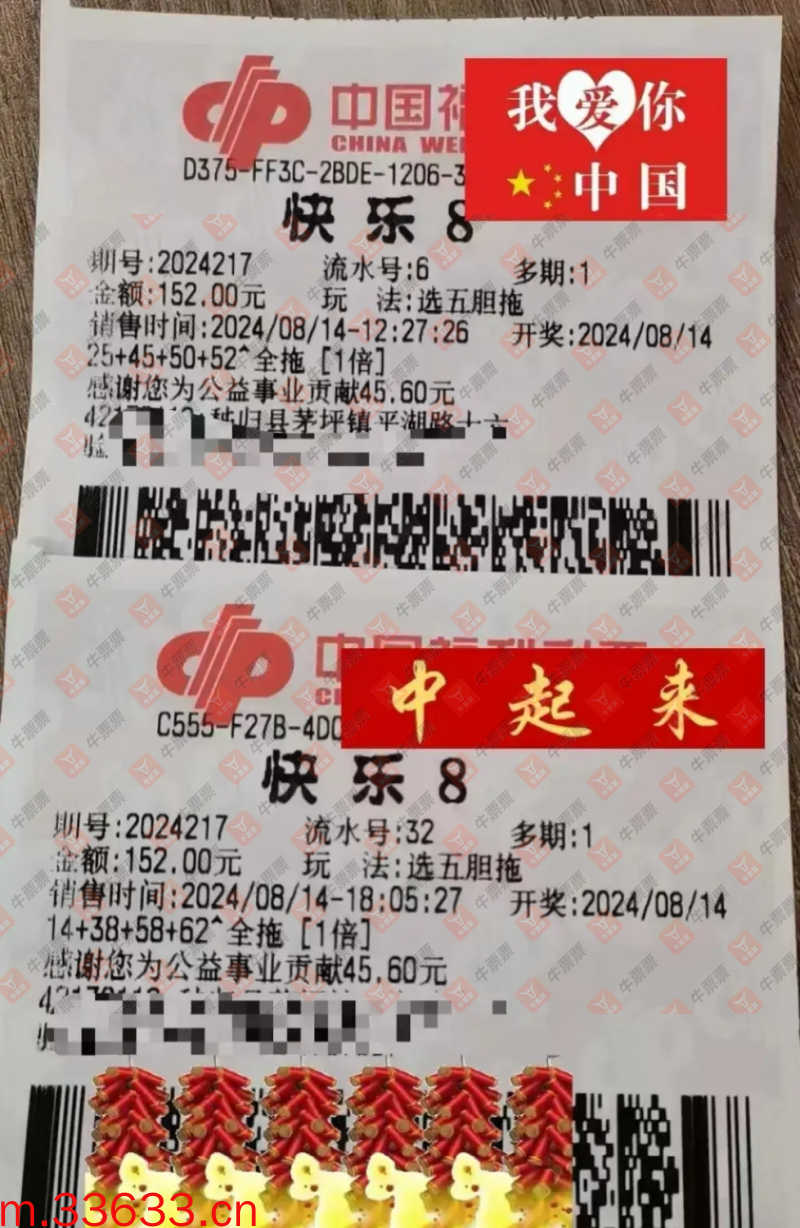 中国福
CHINA WEL
我爱你
中国
D375-FF3C-2BDE-1206-3
快乐8
期号:2024217 流水号:6 多期:1
金额:152.00元 玩 法:选五胆拖
销售时间:2024/08/14-12:27:26 开奖:2024/08/14
25+45+50+52^全拖 [1倍]
感谢您为公益事业贡献45.60元
秭归县茅坪镇平湖路十六
验
中国福利彩票
中起来
C555-F27B-4DC
快乐8
期号:2024217 流水号:32 多期:1
金额:152.00元 玩 法:选五胆拖
销售时间:2024/08/14-18:05:27 开奖:2024/08/14
14+38+58+62^全拖 [1倍]
感谢您为公益事业贡献45.60元
m.33633.cn
牛票票